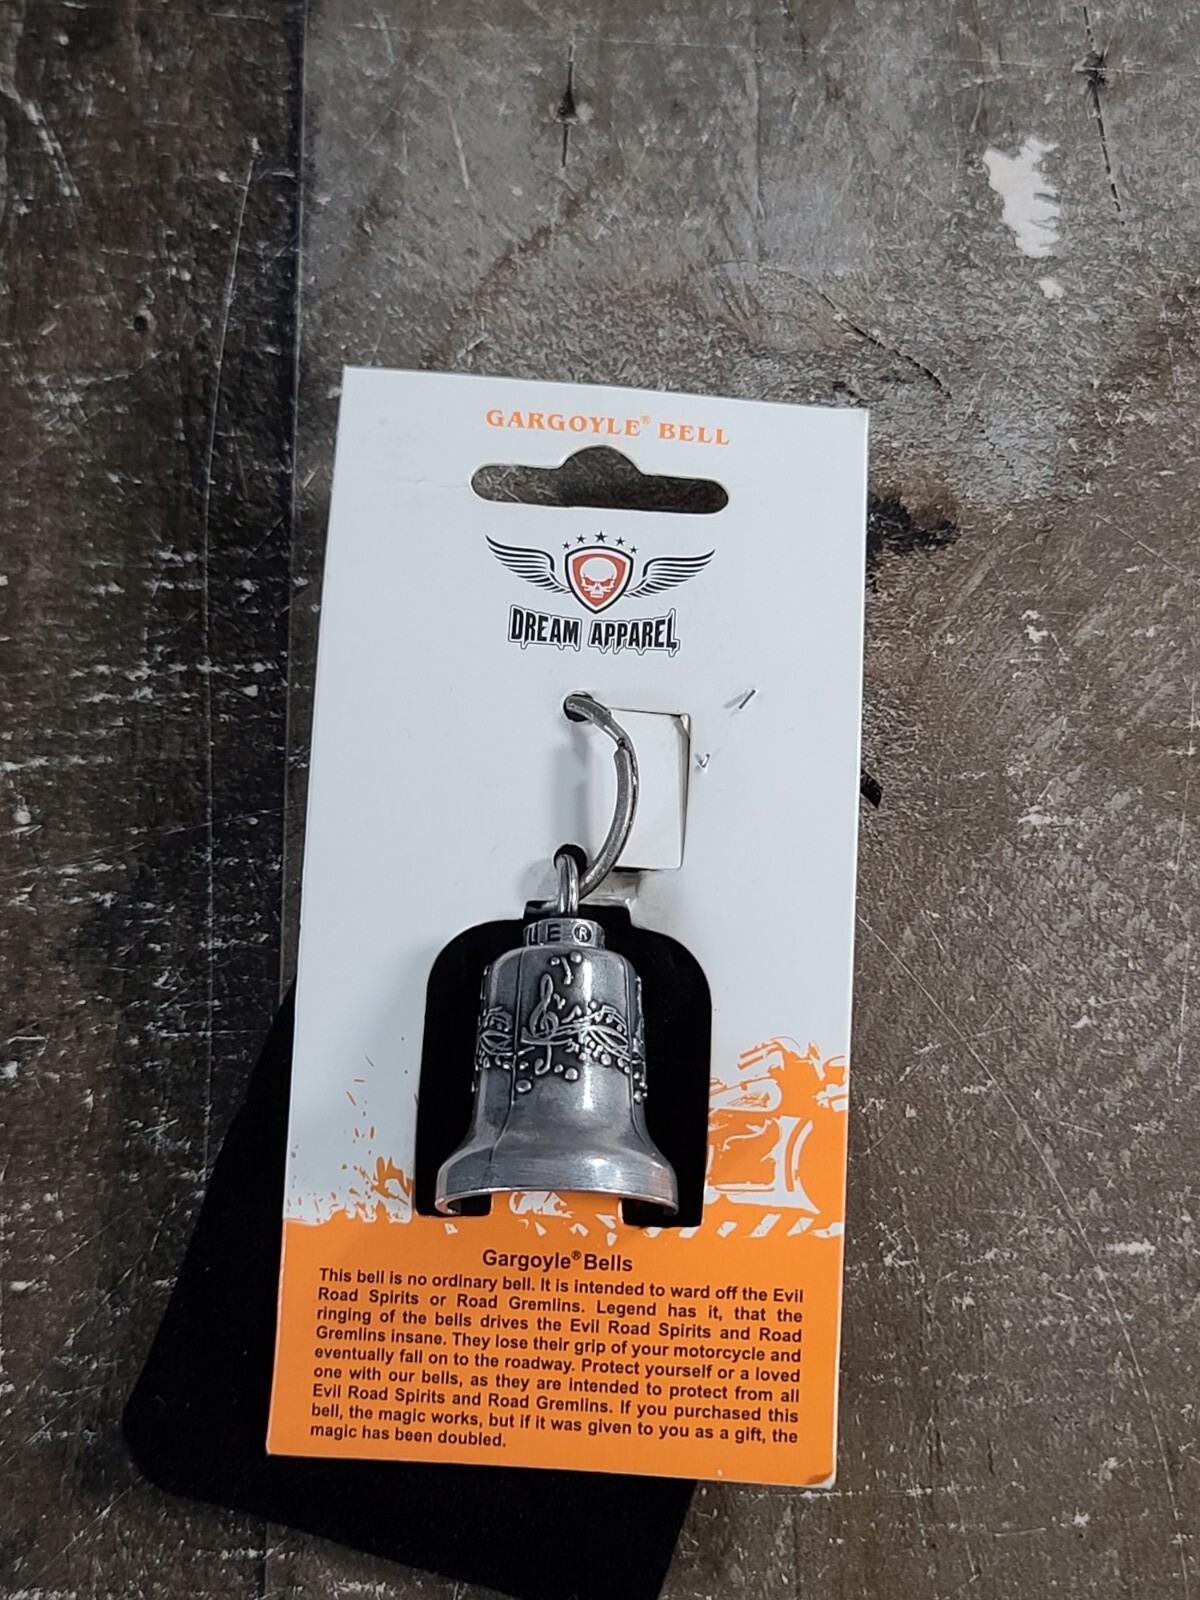 GARGOYLE® BELL
DREAM APPAREL
LE®
Gargoyle® Bells
This bell is no ordinary bell. It is intended to ward off the Evil
Road Spirits or Road Gremlins. Legend has it, that the
ringing of the bells drives the Evil Road Spirits and Road
Gremlins insane. They lose their grip of your motorcycle and
eventually fall on to the roadway. Protect yourself or a loved
one with our bells, as they are intended to protect from all
Evil Road Spirits and Road Gremlins. If you purchased this
bell, the magic works, but if it was given to you as a gift, the
magic has been doubled.